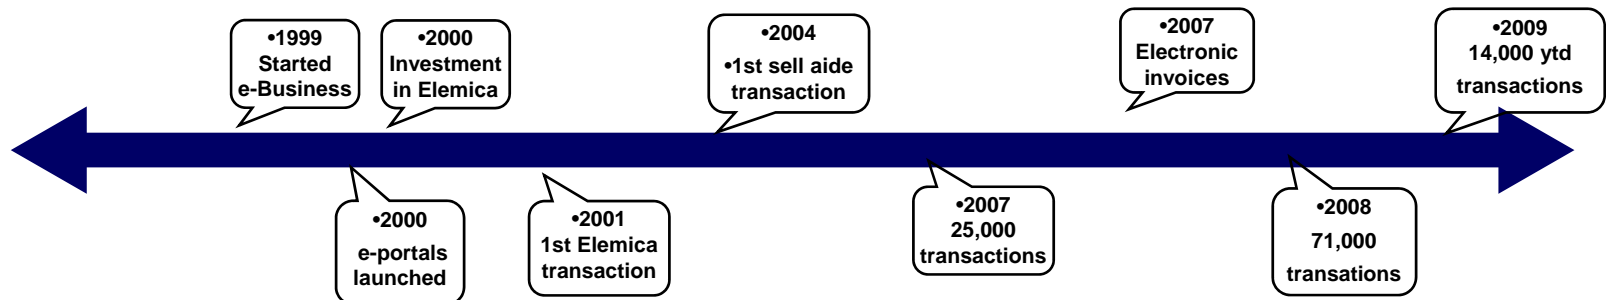 •1999
Started
e-Business
•2000
Investment
in Elemica
•2004
•1st sell aide
transaction
•2007
Electronic
invoices
•2009
14,000 ytd
transactions
•2000
e-portals
launched
•2001
1st Elemica
transaction
•2007
25,000
transactions
•2008
71,000
transations